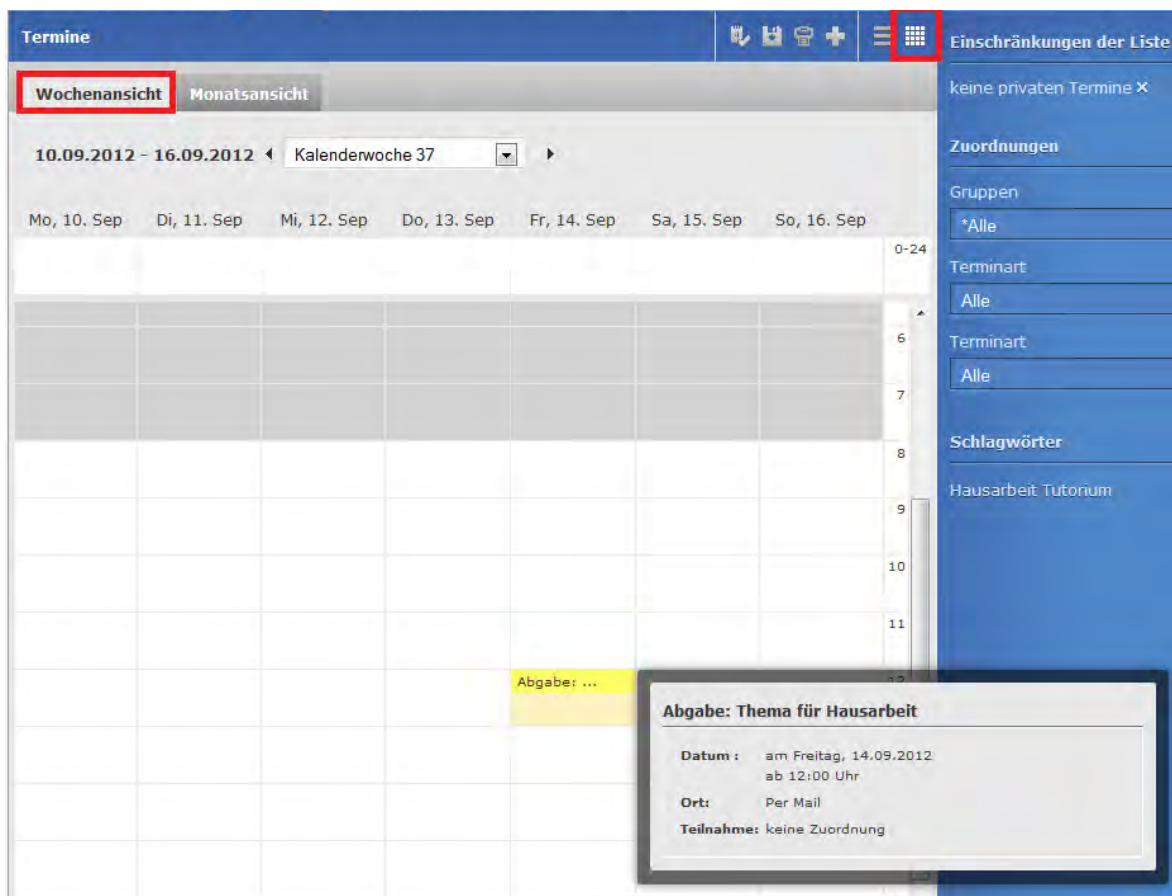 Termine
Wochenansicht Monatsansicht
10.09.2012 - 16.09.2012 Kalenderwoche 37
Mo, 10. Sep Di, 11. Sep Mi, 12. Sep Do, 13. Sep Fr, 14. Sep Sa, 15. Sep So, 16. Sep
0-24
6
7
8
9
10
11
12
Abgabe: ...
Abgabe: Thema für Hausarbeit
Datum : am Freitag, 14.09.2012
ab 12:00 Uhr
Ort: Per Mail
Teilnahme: keine Zuordnung
Einschränkungen der Liste
keine privaten Termine ×
Zuordnungen
Gruppen
*Alle
Terminart
Alle
Terminart
Alle
Schlagwörter
Hausarbeit Tutorium